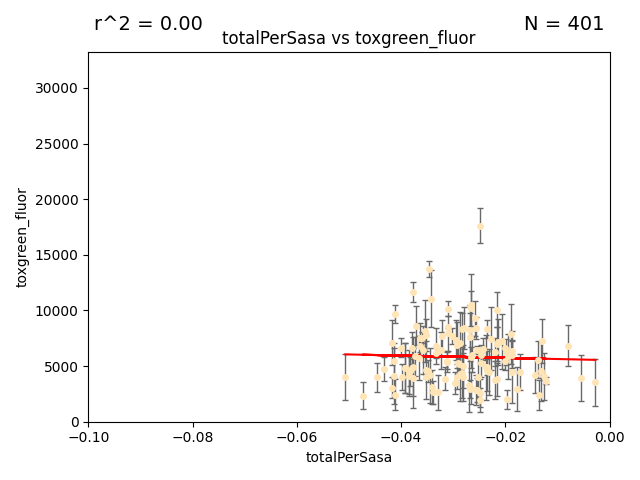 r^2 = 0.00
N = 401
totalPerSasa vs toxgreen_fluor
30000
25000
20000
15000
10000
5000
0
toxgreen_fluor
−0.10
−0.08
−0.06
−0.04
−0.02
0.00
totalPerSasa